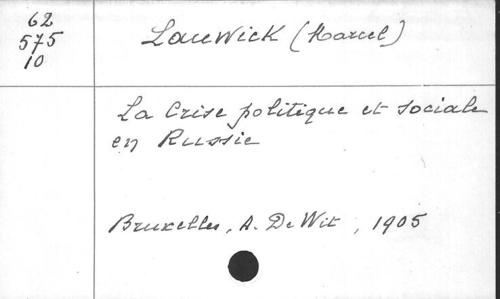 62
575
10
Lauwick (Marcel)
La Crise politique et sociale
en Russie
Bruxelles, A. De Wit, 1905